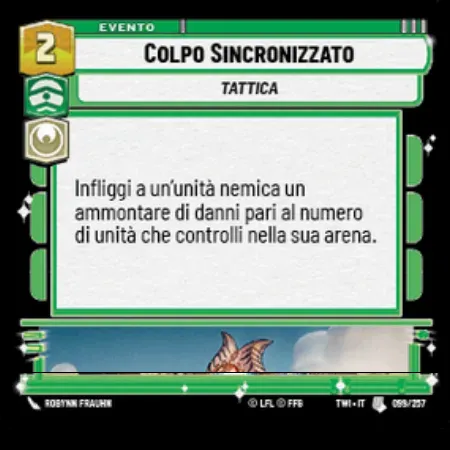 EVENTO
2
COLPO SINCRONIZZATO
TATTICA
Infliggi a un'unità nemica un
ammontare di danni pari al numero
di unità che controlli nella sua arena.
ROBYNN FRAUHN
© LFL © FFG
TWI • IT
099/257